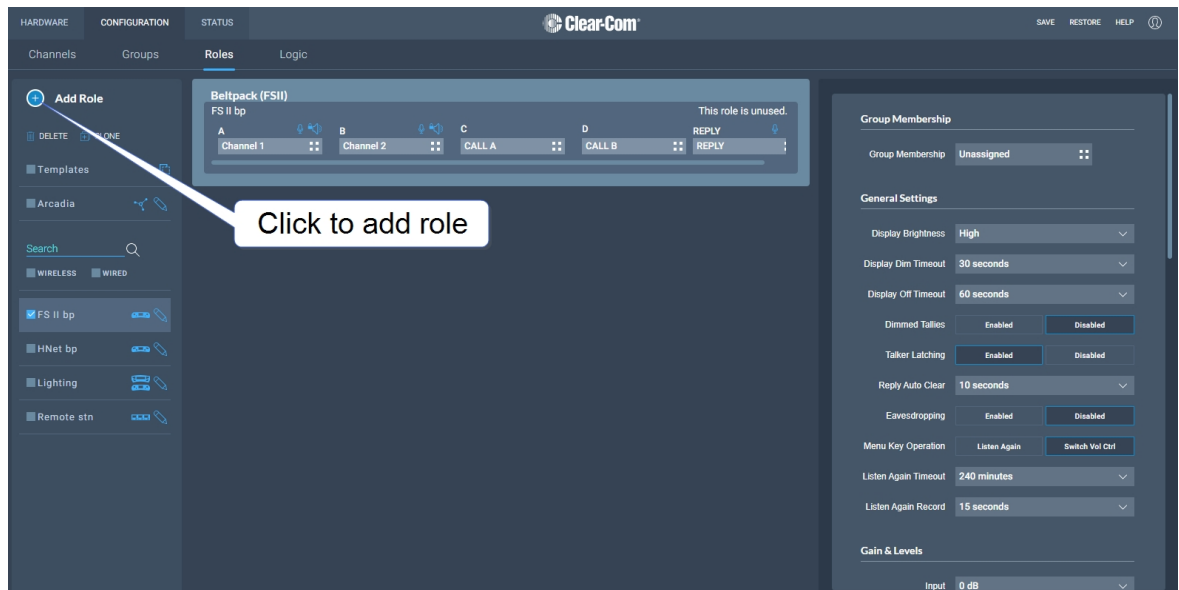 HARDWARE CONFIGURATION STATUS Clear-Com SAVE RESTORE HELP
Channels Groups Roles Logic
Add Role
DELETE CLONE
Templates
Arcadia
Search
WIRELESS WIRED
FS II bp
HNet bp
Lighting
Remote stn
Beltpack (FSII)
FS II bp This role is unused.
A B C D REPLY
Channel 1 Channel 2 CALL A CALL B REPLY
Click to add role
Group Membership
Group Membership Unassigned
General Settings
Display Brightness High
Display Dim Timeout 30 seconds
Display Off Timeout 60 seconds
Dimmed Tallies Enabled Disabled
Talker Latching Enabled Disabled
Reply Auto Clear 10 seconds
Eavesdropping Enabled Disabled
Menu Key Operation Listen Again Switch Vol Ctrl
Listen Again Timeout 240 minutes
Listen Again Record 15 seconds
Gain & Levels
Input 0 dB